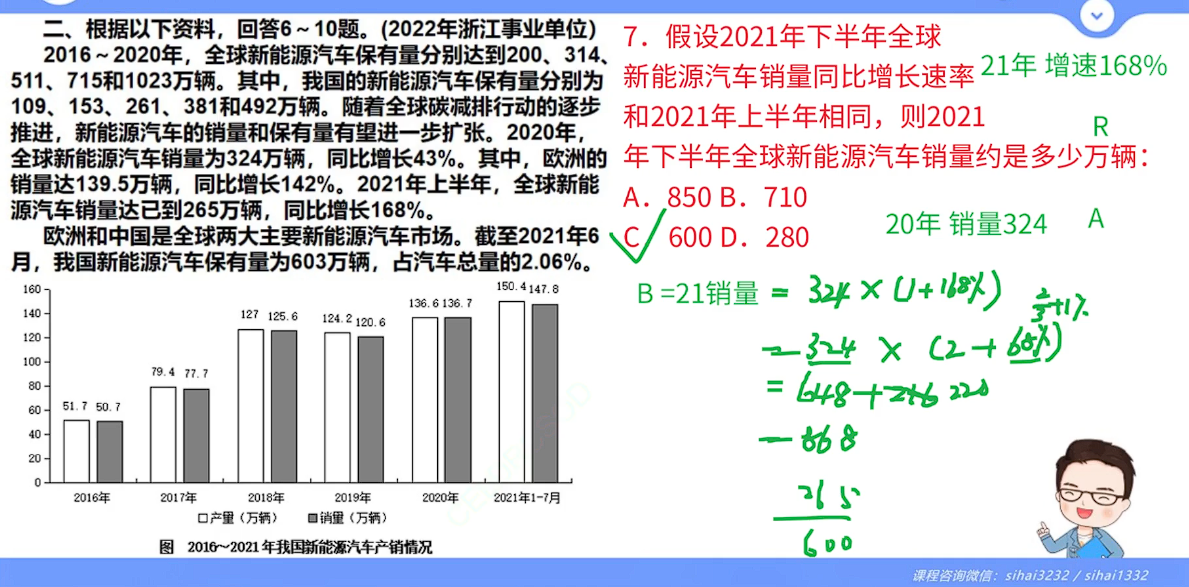 二、根据以下资料，回答6～10题。(2022年浙江事业单位)
2016～2020年，全球新能源汽车保有量分别达到200、314、
511、715和1023万辆。其中，我国的新能源汽车保有量分别为
109、153、261、381和492万辆。随着全球碳减排行动的逐步
推进，新能源汽车的销量和保有量有望进一步扩张。2020年，
全球新能源汽车销量为324万辆，同比增长43%。其中，欧洲的
销量达139.5万辆，同比增长142%。2021年上半年，全球新能
源汽车销量达已到265万辆，同比增长168%。
欧洲和中国是全球两大主要新能源汽车市场。截至2021年6
月，我国新能源汽车保有量为603万辆，占汽车总量的2.06%。
160
140
120
100
80
60
40
20
0
51.7 50.7
79.4 77.7
127 125.6
124.2 120.6
136.6 136.7
150.4 147.8
2016年 2017年 2018年 2019年 2020年 2021年1-7月
产量（万辆） 销量（万辆）
图 2016～2021年我国新能源汽车产销情况
7．假设2021年下半年全球
新能源汽车销量同比增长速率
和2021年上半年相同，则2021
年下半年全球新能源汽车销量约是多少万辆：
A．850 B．710
C 600 D．280
21年 增速168%
R
20年 销量324 A
B =21销量 = 324×(1+168%)
2/3+1%
=324 × (2+68%)
=648+216 220
=868
265
600
课程咨询微信：sihai3232 / sihai1332